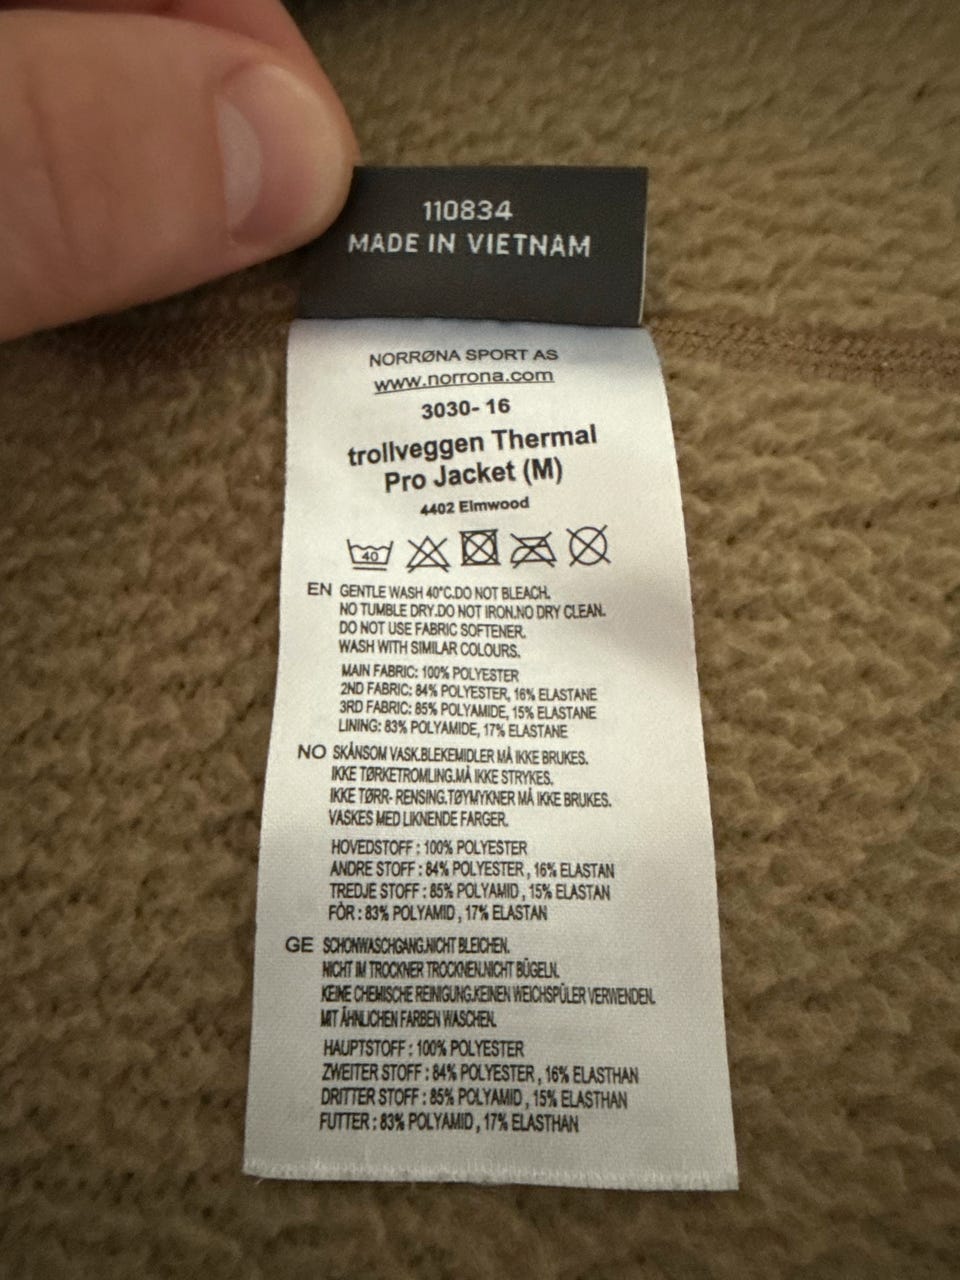 110834
MADE IN VIETNAM
NORRØNA SPORT AS
www.norrona.com
3030- 16
trollveggen Thermal
Pro Jacket (M)
4402 Elmwood
40
EN GENTLE WASH 40°C.DO NOT BLEACH.
NO TUMBLE DRY.DO NOT IRON.NO DRY CLEAN.
DO NOT USE FABRIC SOFTENER.
WASH WITH SIMILAR COLOURS.
MAIN FABRIC: 100% POLYESTER
2ND FABRIC: 84% POLYESTER, 16% ELASTANE
3RD FABRIC: 85% POLYAMIDE, 15% ELASTANE
LINING: 83% POLYAMIDE, 17% ELASTANE
NO SKÅNSOM VASK.BLEKEMIDLER MÅ IKKE BRUKES.
IKKE TØRKETROMLING.MÅ IKKE STRYKES.
IKKE TØRR- RENSING.TØYMYKNER MÅ IKKE BRUKES.
VASKES MED LIKNENDE FARGER.
HOVEDSTOFF : 100% POLYESTER
ANDRE STOFF : 84% POLYESTER , 16% ELASTAN
TREDJE STOFF : 85% POLYAMID , 15% ELASTAN
FÒR : 83% POLYAMID , 17% ELASTAN
GE SCHONWASCHGANG.NICHT BLEICHEN.
NICHT IM TROCKNER TROCKNEN.NICHT BÜGELN.
KEINE CHEMISCHE REINIGUNG.KEINEN WEICHSPÜLER VERWENDEN.
MIT ÄHNLICHEN FARBEN WASCHEN.
HAUPTSTOFF : 100% POLYESTER
ZWEITER STOFF : 84% POLYESTER , 16% ELASTHAN
DRITTER STOFF : 85% POLYAMID , 15% ELASTHAN
FUTTER : 83% POLYAMID , 17% ELASTHAN